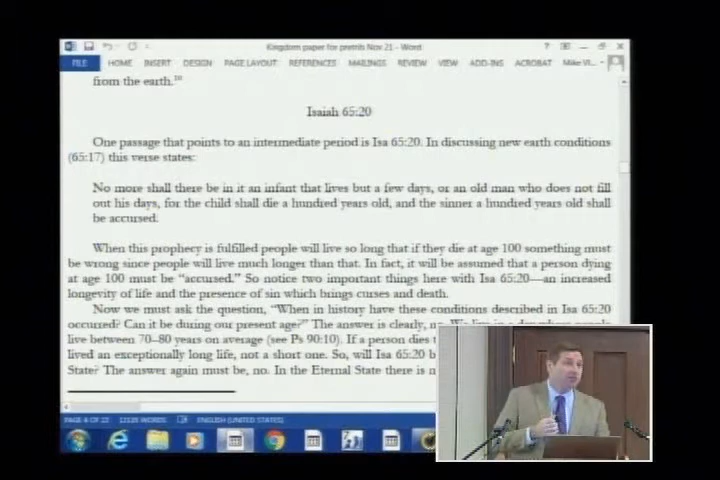 Kingdom paper for pretrib Nov 21 - Word
FILE HOME INSERT DESIGN PAGE LAYOUT REFERENCES MAILINGS REVIEW VIEW ADD-INS ACROBAT
from the earth.
Isaiah 65:20
One passage that points to an intermediate period is Isa 65:20. In discussing new earth conditions
(65:17) this verse states:
No more shall there be in it an infant that lives but a few days, or an old man who does not fill
out his days, for the child shall die a hundred years old, and the sinner a hundred years old shall
be accursed.
When this prophecy is fulfilled people will live so long that if they die at age 100 something must
be wrong since people will live much longer than that. In fact, it will be assumed that a person dying
at age 100 must be “accursed.” So notice two important things here with Isa 65:20—an increased
longevity of life and the presence of sin which brings curses and death.
Now we must ask the question, “When in history have these conditions described in Isa 65:20
occurred? Can it be during our present age?” The answer is clearly,
live between 70–80 years on average (see Ps 90:10). If a person dies
lived an exceptionally long life, not a short one. So, will Isa 65:20
State? The answer again must be, no. In the Eternal State there is
ENGLISH (UNITED STATES)